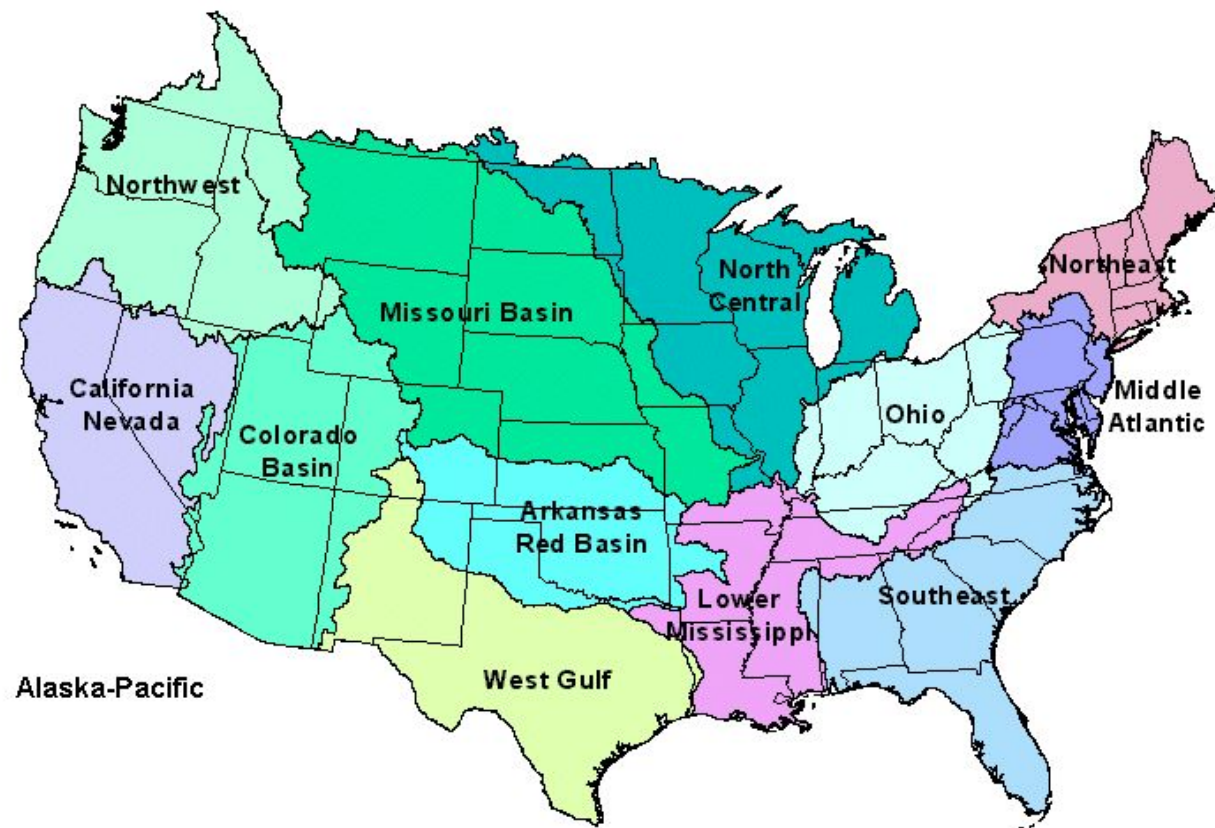 Northwest
Missouri Basin
North
Central
Northeast
California
Nevada
Colorado
Basin
Ohio
Middle
Atlantic
Arkansas
Red Basin
Lower
Mississippi
Southeast
West Gulf
Alaska-Pacific